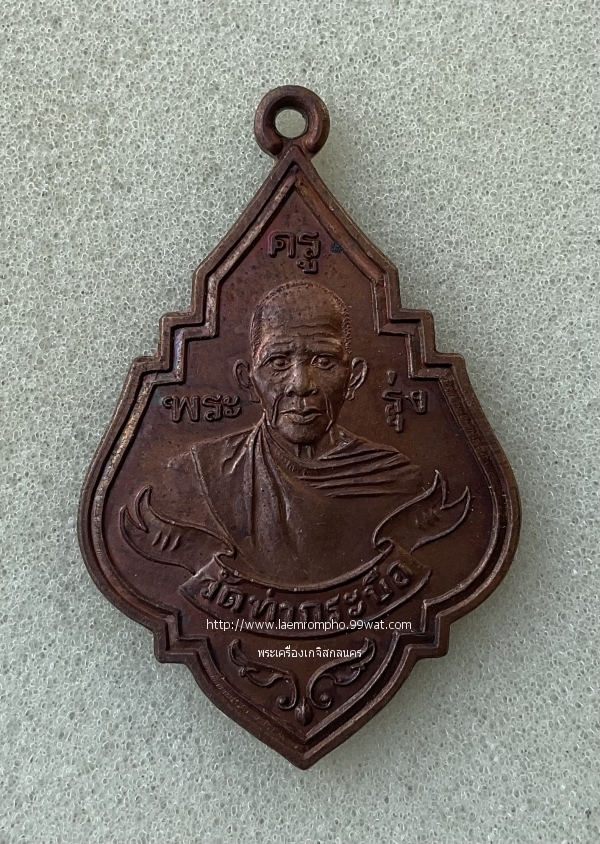 ครู
พระ รุ่ง
วัดท่ากระบือ
http://www.laemrompho.99wat.com
พระเครื่องเกจิสกลนคร